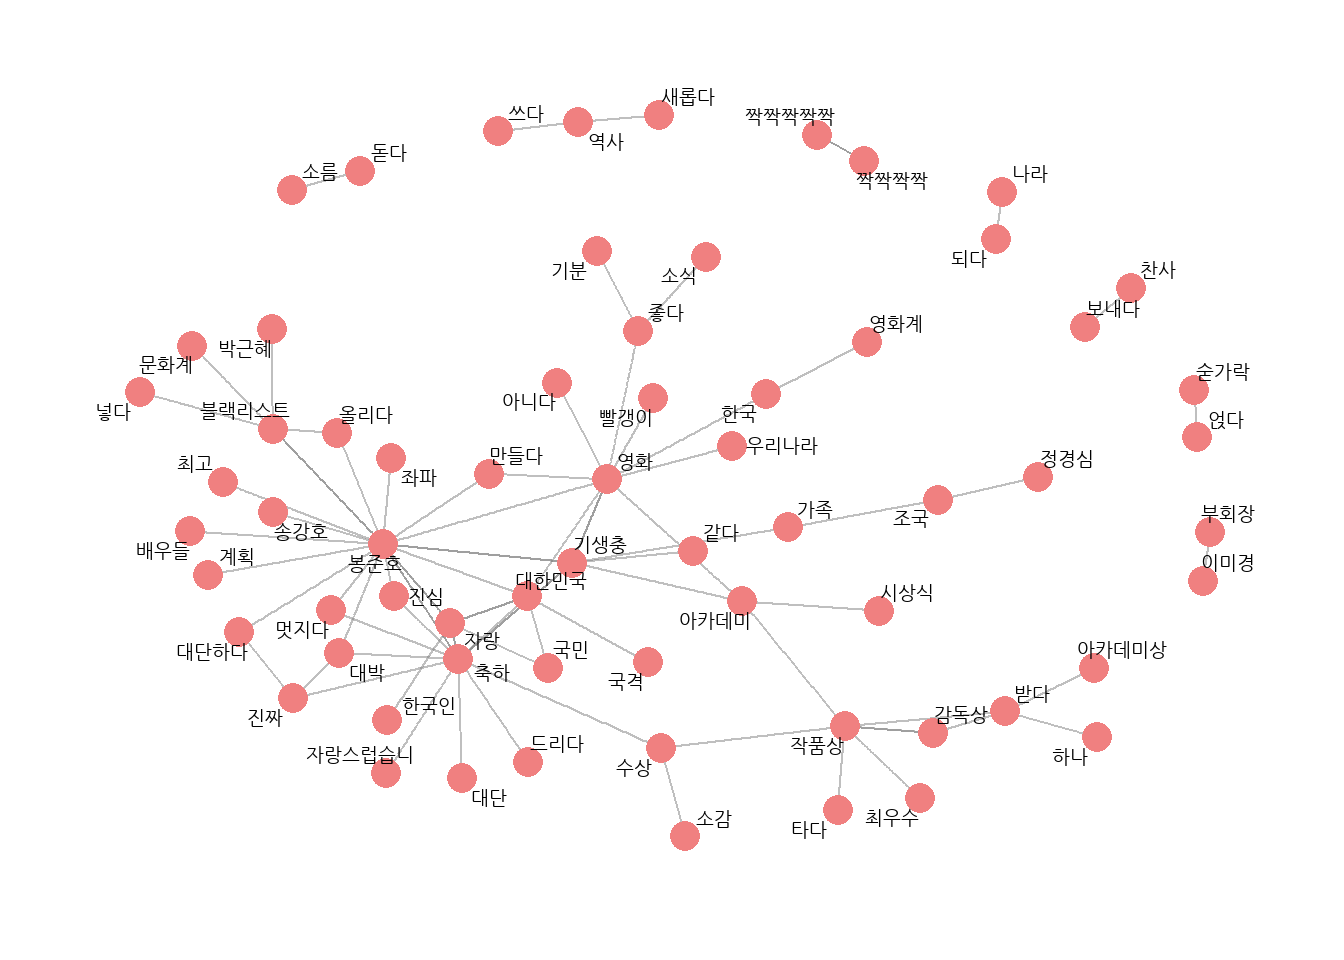 새롭다
쓰다
짝짝짝짝짝
역사
돋다
소름
나라
짝짝짝짝
되다
찬사
기분
소식
보내다
좋다
영화계
박근혜
문화계
숟가락
아니다
넣다
블랙리스트
올리다
빨갱이
한국
얹다
우리나라
만들다
정경심
영화
최고
좌파
가족
부회장
조국
송강호
같다
배우들
계획
기생충
봉준호
이미경
대한민국
진심
시상식
아카데미
멋지다
자랑
대단하다
국민
아카데미상
대박
축하
국격
받다
진짜
한국인
감독상
작품상
드리다
자랑스럽습니
하나
수상
대단
소감
최우수
타다